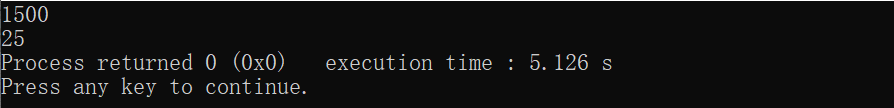 1500
25
Process returned 0 (0x0)   execution time : 5.126 s
Press any key to continue.